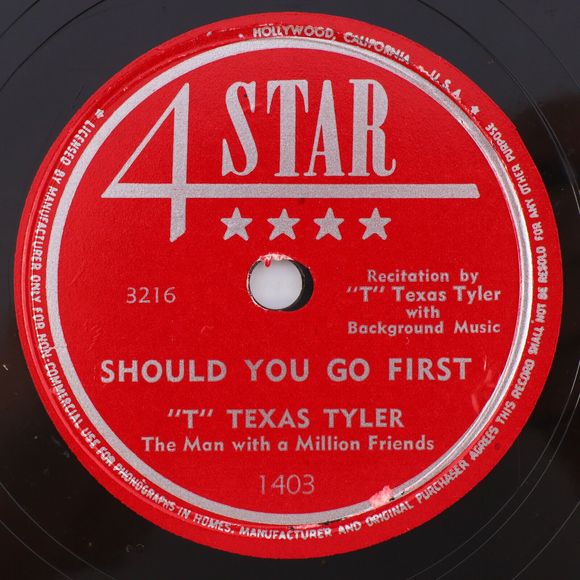 HOLLYWOOD, CALIFORNIA - U.S.A.
4 STAR
3216
Recitation by
"T" Texas Tyler
with
Background Music
SHOULD YOU GO FIRST
"T" TEXAS TYLER
The Man with a Million Friends
1403
LICENSED BY MANUFACTURER ONLY FOR NON-COMMERCIAL USE FOR PHONOGRAPHS IN HOMES. MANUFACTURER AND ORIGINAL PURCHASER AGREES THIS RECORD SHALL NOT BE RESOLD FOR ANY OTHER PURPOSE